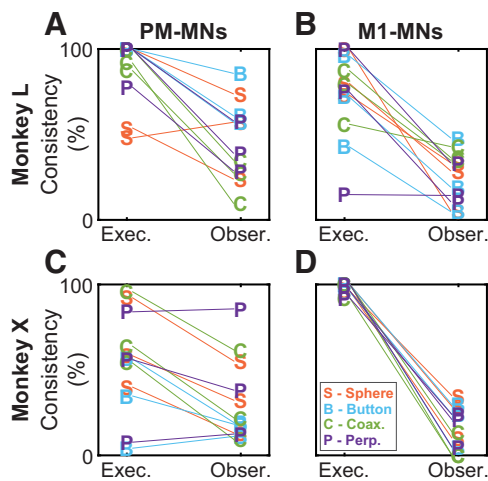 A PM-MNs
B M1-MNs
Monkey L
Consistency
(%)
100
0
Exec. Obser.
Exec. Obser.
C
D
Monkey X
Consistency
(%)
100
0
S - Sphere
B - Button
C - Coax.
P - Perp.
Exec. Obser.
Exec. Obser.